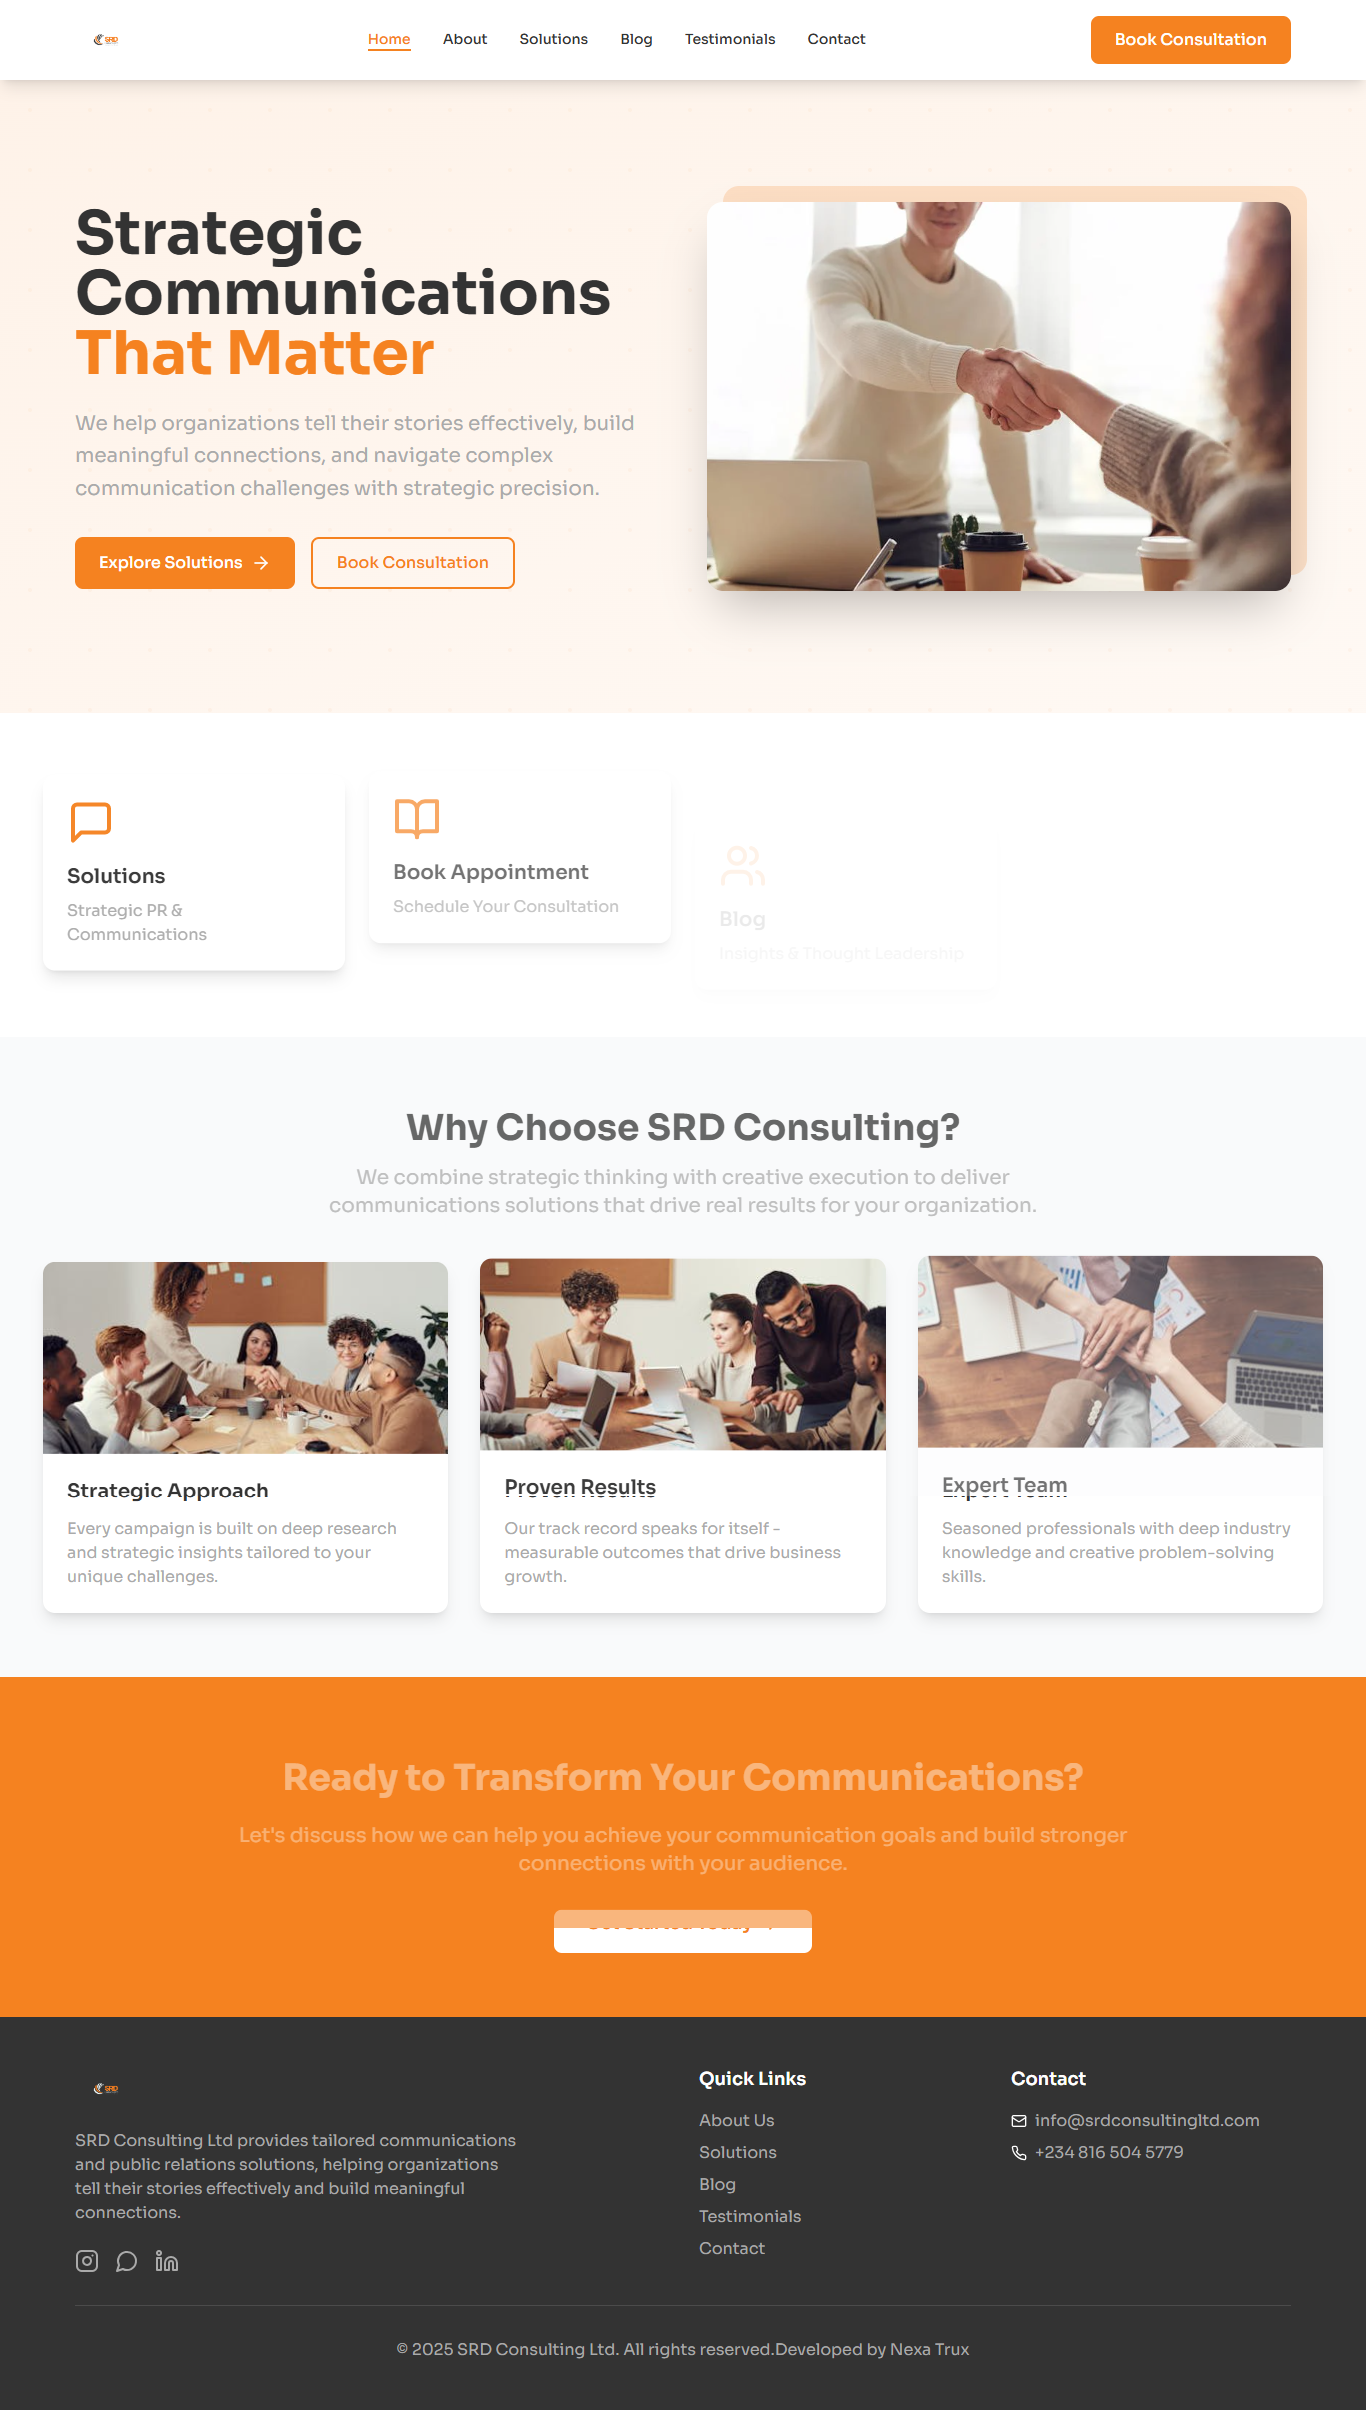 SRD
Home
About
Solutions
Blog
Testimonials
Contact
Book Consultation
Strategic
Communications
That Matter
We help organizations tell their stories effectively, build
meaningful connections, and navigate complex
communication challenges with strategic precision.
Explore Solutions
Book Consultation
Solutions
Strategic PR &
Communications
Book Appointment
Schedule Your Consultation
Blog
Insights & Thought Leadership
Why Choose SRD Consulting?
We combine strategic thinking with creative execution to deliver
communications solutions that drive real results for your organization.
Strategic Approach
Every campaign is built on deep research
and strategic insights tailored to your
unique challenges.
Proven Results
Our track record speaks for itself -
measurable outcomes that drive business
growth.
Expert Team
Seasoned professionals with deep industry
knowledge and creative problem-solving
skills.
Ready to Transform Your Communications?
Let's discuss how we can help you achieve your communication goals and build stronger
connections with your audience.
Get Started Today
SRD
SRD Consulting Ltd provides tailored communications
and public relations solutions, helping organizations
tell their stories effectively and build meaningful
connections.
Quick Links
About Us
Solutions
Blog
Testimonials
Contact
Contact
info@srdconsultingltd.com
+234 816 504 5779
© 2025 SRD Consulting Ltd. All rights reserved.Developed by Nexa Trux